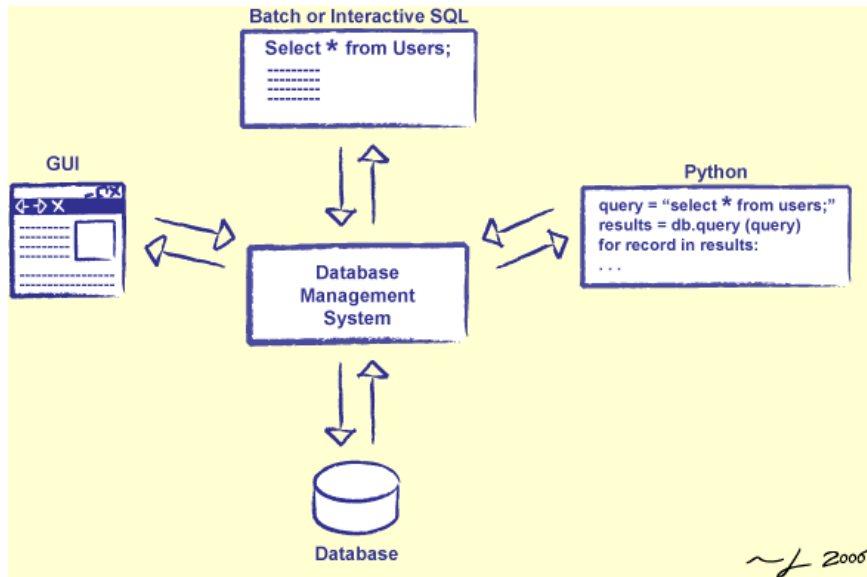 Batch or Interactive SQL
Select * from Users;
GUI
Python
query = “select * from users;”
results = db.query (query)
for record in results:
. . .
Database
Management
System
Database
2006